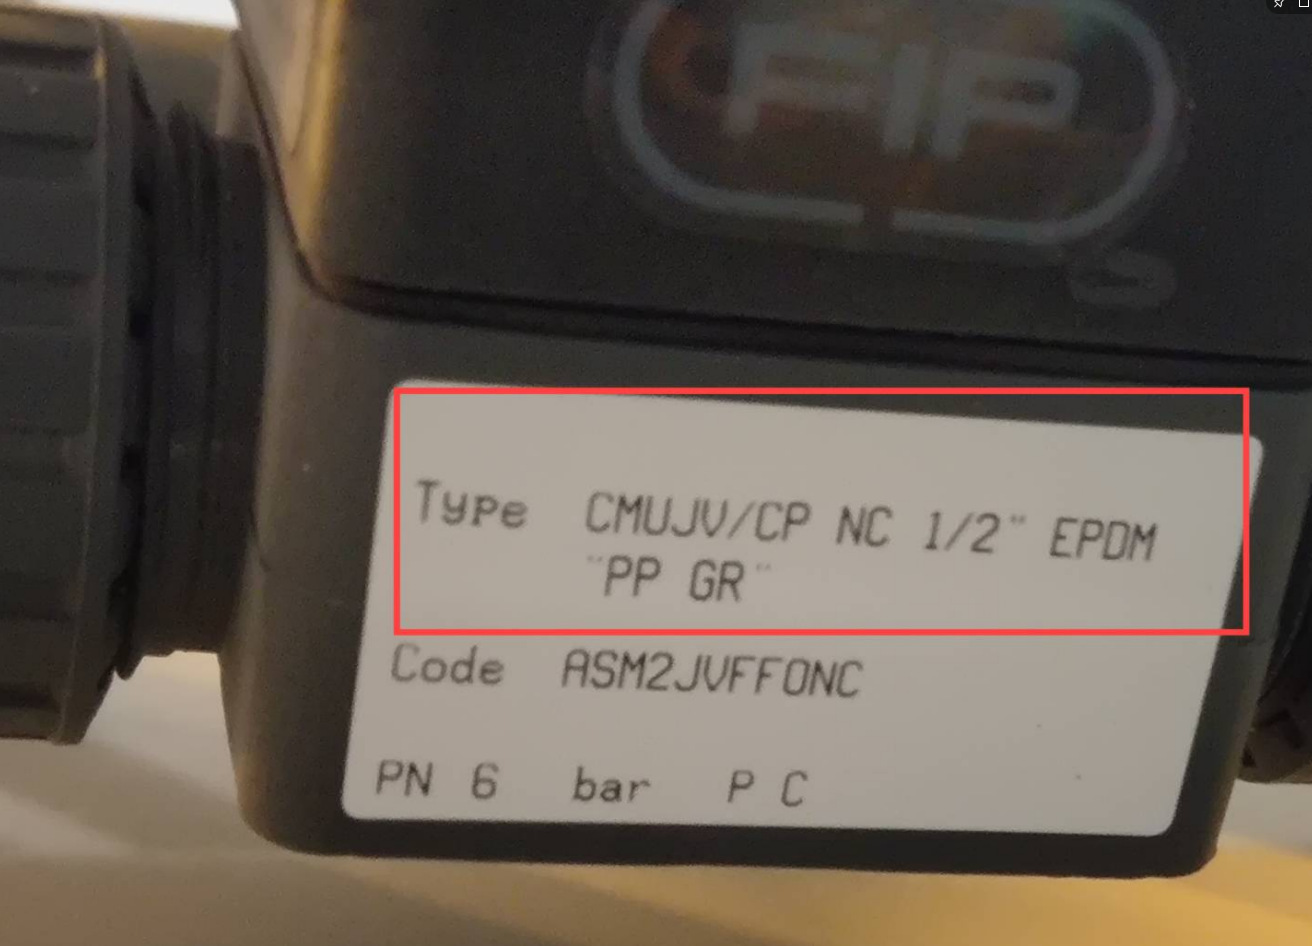 FIP
Type CMUJV/CP NC 1/2" EPDM
"PP GR"
Code ASM2JVFF0NC
PN 6 bar P C